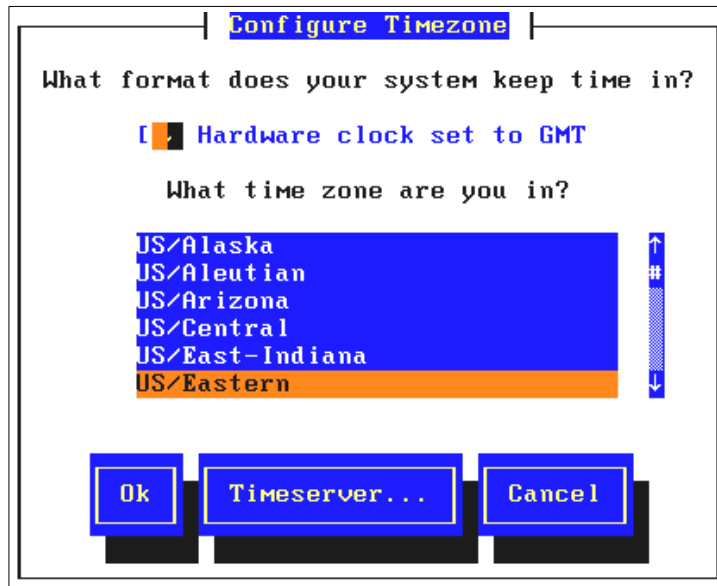 Configure Timezone
What format does your system keep time in?
[ Hardware clock set to GMT
What time zone are you in?
US/Alaska
US/Aleutian
US/Arizona
US/Central
US/East-Indiana
US/Eastern
↑
#
↓
Ok
Timeserver...
Cancel